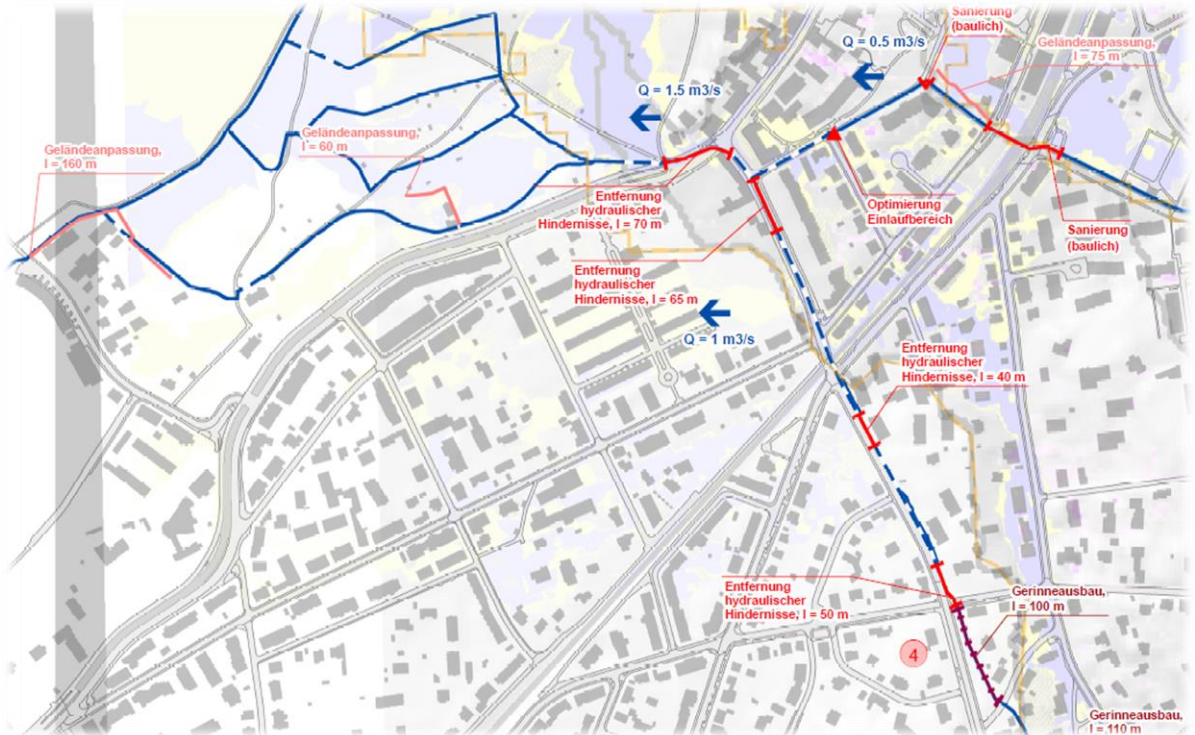 Sanierung
(baulich)
Q = 0.5 m3/s
Geländeanpassung,
l = 75 m
Q = 1.5 m3/s
Geländeanpassung,
l = 60 m
Geländeanpassung,
l = 160 m
Entfernung
hydraulischer
Hindernisse, l = 70 m
Optimierung
Einlaufbereich
Sanierung
(baulich)
Entfernung
hydraulischer
Hindernisse, l = 65 m
Q = 1 m3/s
Entfernung
hydraulischer
Hindernisse, l = 40 m
Entfernung
hydraulischer
Hindernisse, l = 50 m
Gerinneausbau,
l = 100 m
4
Gerinneausbau,
l = 110 m